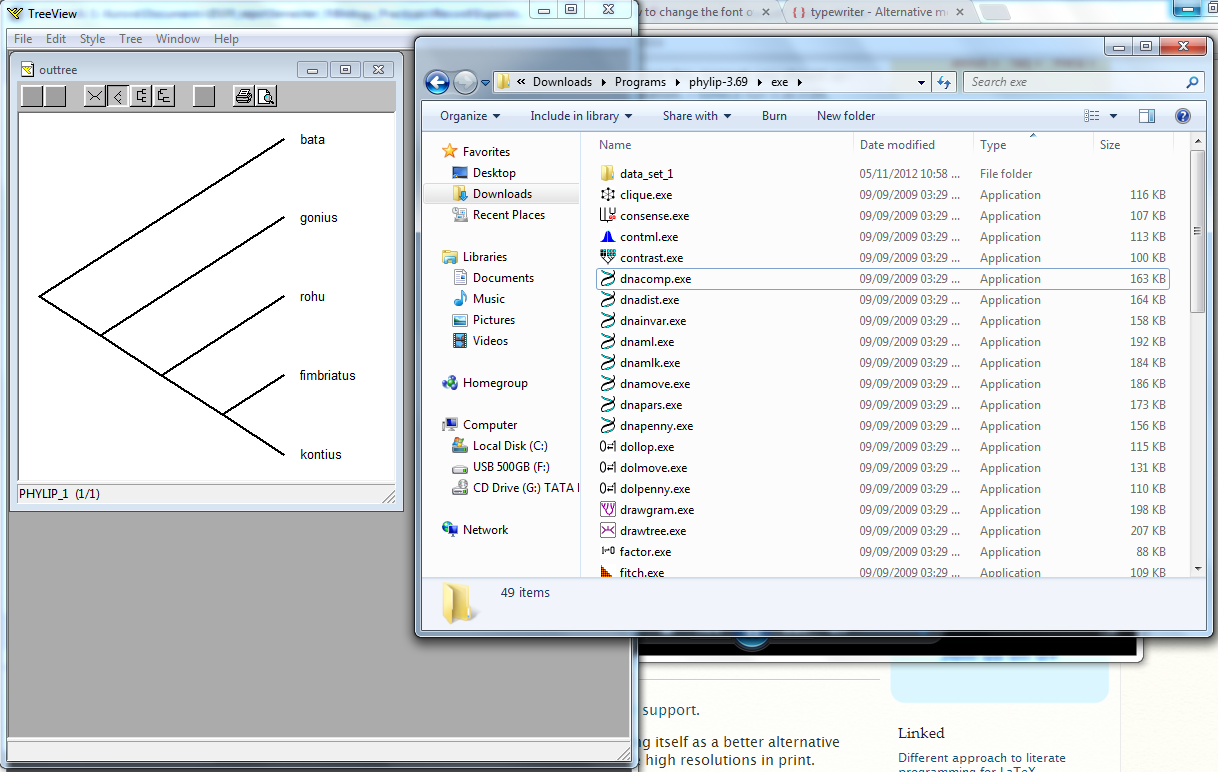 TreeView
File Edit Style Tree Window Help
outtree
bata
gonius
rohu
fimbriatus
kontius
PHYLIP_1 (1/1)
y to change the font o
{ } typewriter - Alternative m
« Downloads Programs phylip-3.69 exe
Search exe
Organize Include in library Share with Burn New folder
Favorites
Desktop
Downloads
Recent Places
Libraries
Documents
Music
Pictures
Videos
Homegroup
Computer
Local Disk (C:)
USB 500GB (F:)
CD Drive (G:) TATA
Network
Name Date modified Type Size
data_set_1 05/11/2012 10:58 ... File folder
clique.exe 09/09/2009 03:29 ... Application 116 KB
consense.exe 09/09/2009 03:29 ... Application 107 KB
contml.exe 09/09/2009 03:29 ... Application 113 KB
contrast.exe 09/09/2009 03:29 ... Application 100 KB
dnacomp.exe 09/09/2009 03:29 ... Application 163 KB
dnadist.exe 09/09/2009 03:29 ... Application 164 KB
dnainvar.exe 09/09/2009 03:29 ... Application 158 KB
dnaml.exe 09/09/2009 03:29 ... Application 192 KB
dnamlk.exe 09/09/2009 03:29 ... Application 184 KB
dnamove.exe 09/09/2009 03:29 ... Application 186 KB
dnapars.exe 09/09/2009 03:29 ... Application 173 KB
dnapenny.exe 09/09/2009 03:29 ... Application 156 KB
dollop.exe 09/09/2009 03:29 ... Application 115 KB
dolmove.exe 09/09/2009 03:29 ... Application 131 KB
dolpenny.exe 09/09/2009 03:29 ... Application 110 KB
drawgram.exe 09/09/2009 03:29 ... Application 198 KB
drawtree.exe 09/09/2009 03:29 ... Application 207 KB
factor.exe 09/09/2009 03:29 ... Application 88 KB
fitch.exe 09/09/2009 03:29 ... Application 109 KB
49 items
support.
ng itself as a better alternative
high resolutions in print.
Linked
Different approach to literate
programming for LaTeX